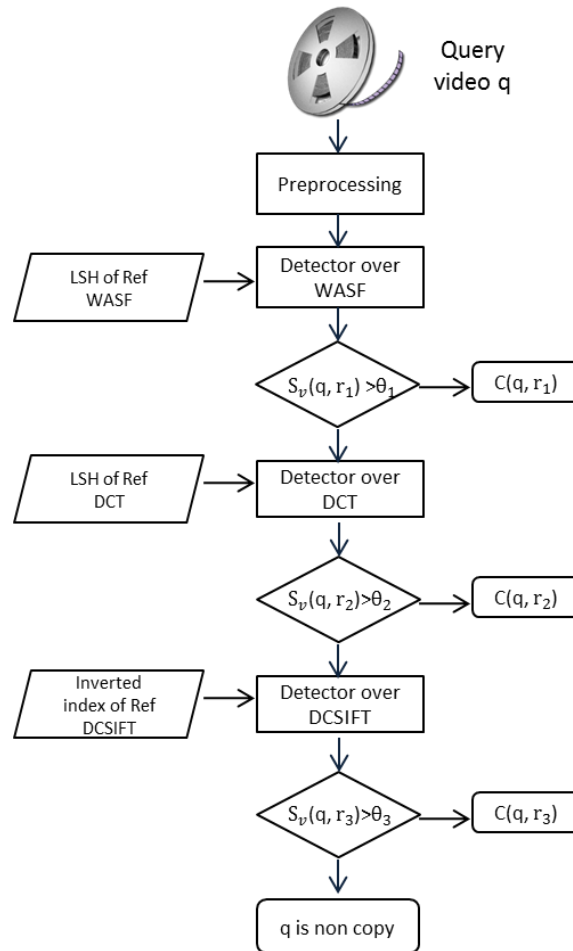 Query
video q
Preprocessing
LSH of Ref
WASF
Detector over
WASF
S_v(q, r_1) >θ_1
C(q, r_1)
LSH of Ref
DCT
Detector over
DCT
S_v(q, r_2)>θ_2
C(q, r_2)
Inverted
index of Ref
DCSIFT
Detector over
DCSIFT
S_v(q, r_3)>θ_3
C(q, r_3)
q is non copy